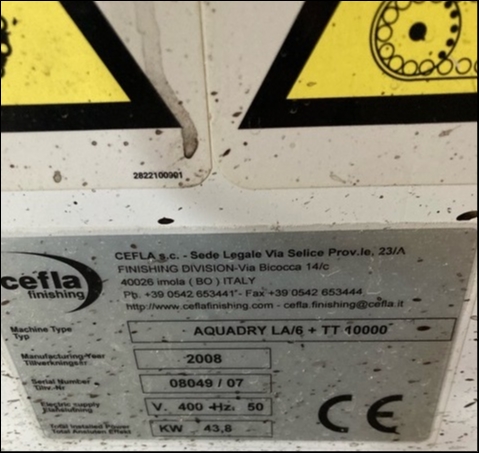 2822100901
cefla
finishing
CEFLA s.c. - Sede Legale Via Selice Prov.le, 23/A
FINISHING DIVISION-Via Bicocca 14/c
40026 imola ( BO ) ITALY
Ph. +39 0542 653441 - Fax +39 0542 653444
http://www.ceflafinishing.com - cefla.finishing@cefla.it
Machine Type
Typ
AQUADRY LA/6 + TT 10000
Manufacturing Year
Tillverkningsår
2008
Serial Number
Tillv.-Nr
08049 / 07
Electric supply
Elanslutning
V. 400 -Hz. 50
Total Installed Power
Total Ansluten Effekt
KW 43,8
CE